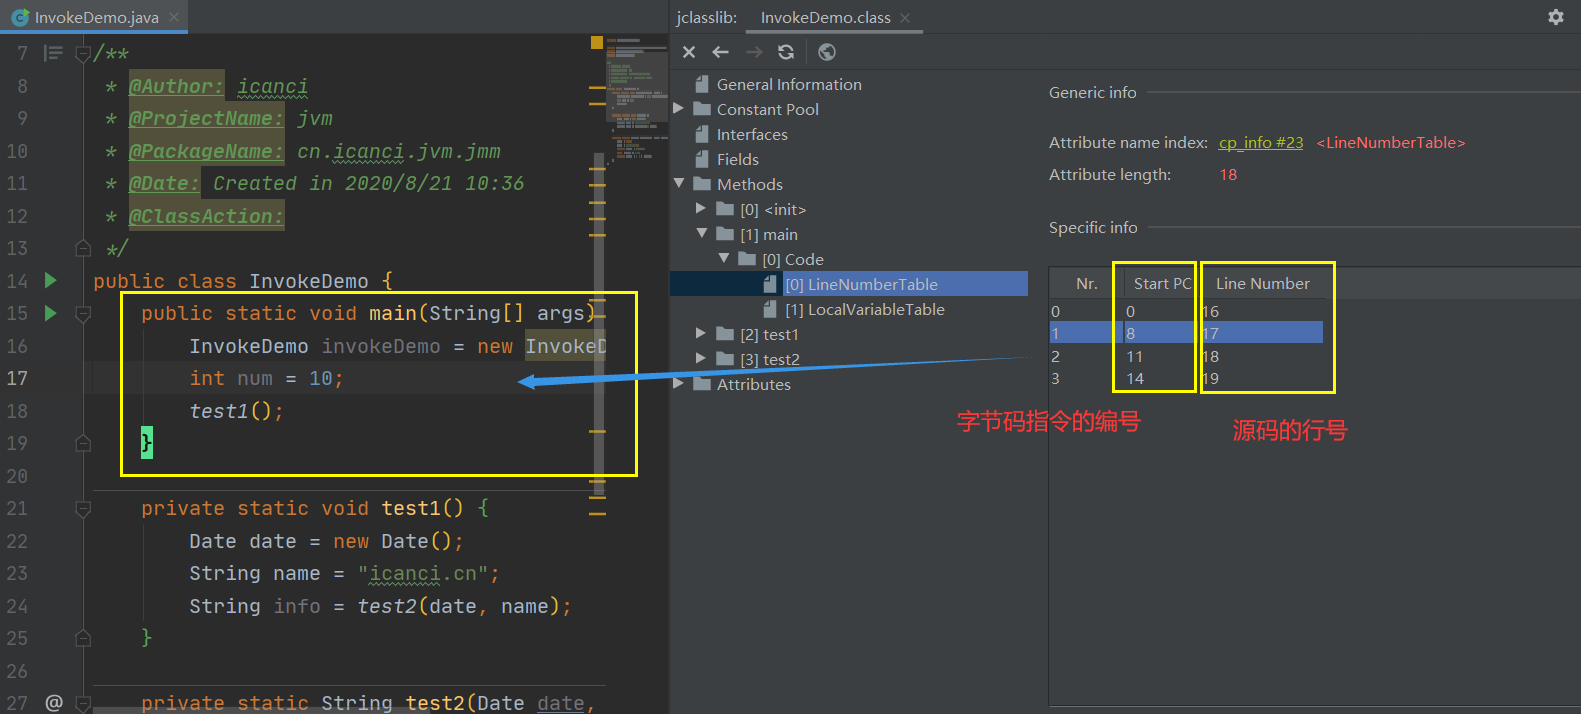 InvokeDemo.java
7 /**
8 * @Author: icanci
9 * @ProjectName: jvm
10 * @PackageName: cn.icanci.jvm.jmm
11 * @Date: Created in 2020/8/21 10:36
12 * @ClassAction:
13 */
14 public class InvokeDemo {
15 public static void main(String[] args)
16 InvokeDemo invokeDemo = new InvokeD
17 int num = 10;
18 test1();
19 }
20
21 private static void test1() {
22 Date date = new Date();
23 String name = "icanci.cn";
24 String info = test2(date, name);
25 }
26
27 @ private static String test2(Date date,
jclasslib: InvokeDemo.class
General Information
Constant Pool
Interfaces
Fields
Methods
[0] <init>
[1] main
[0] Code
[0] LineNumberTable
[1] LocalVariableTable
[2] test1
[3] test2
Attributes
Generic info
Attribute name index: cp_info #23 <LineNumberTable>
Attribute length: 18
Specific info
Nr. Start PC Line Number
0 0 16
1 8 17
2 11 18
3 14 19
字节码指令的编号
源码的行号